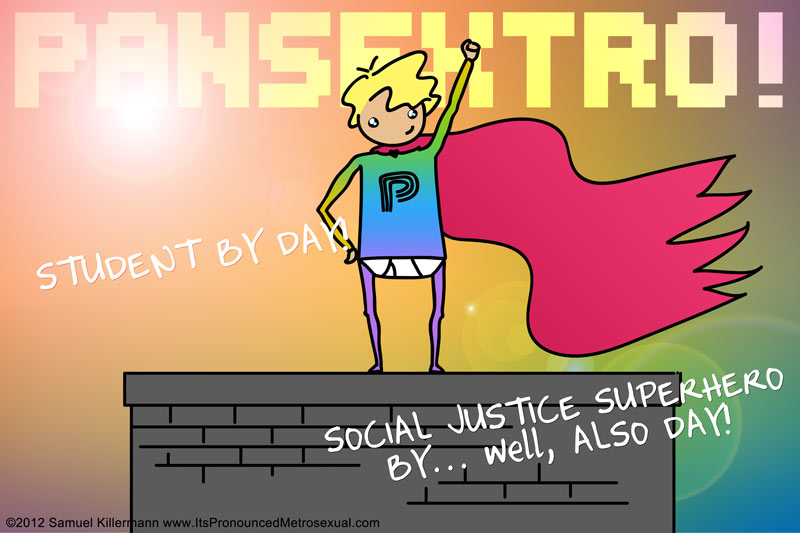 PANSEXTRO!
P
STUDENT BY DAY!
SOCIAL JUSTICE SUPERHERO
BY... well, ALSO DAY!
©2012 Samuel Killermann www.ItsPronouncedMetrosexual.com